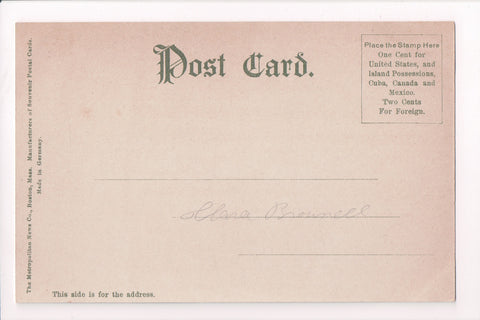 Post Card.
Place the Stamp Here
One Cent for
United States, and
Island Possessions,
Cuba, Canada and
Mexico.
Two Cents
For Foreign.
The Metropolitan News Co., Boston, Mass. Manufacturers of Souvenir Postal Cards.
Made in Germany.
Clara Brownell
This side is for the address.